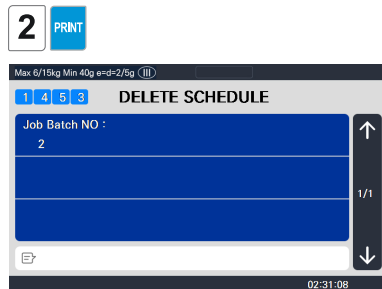 2 PRINT
Max 6/15kg Min 40g e=d=2/5g III
1 4 5 3 DELETE SCHEDULE
Job Batch NO :
2
1/1
02:31:08